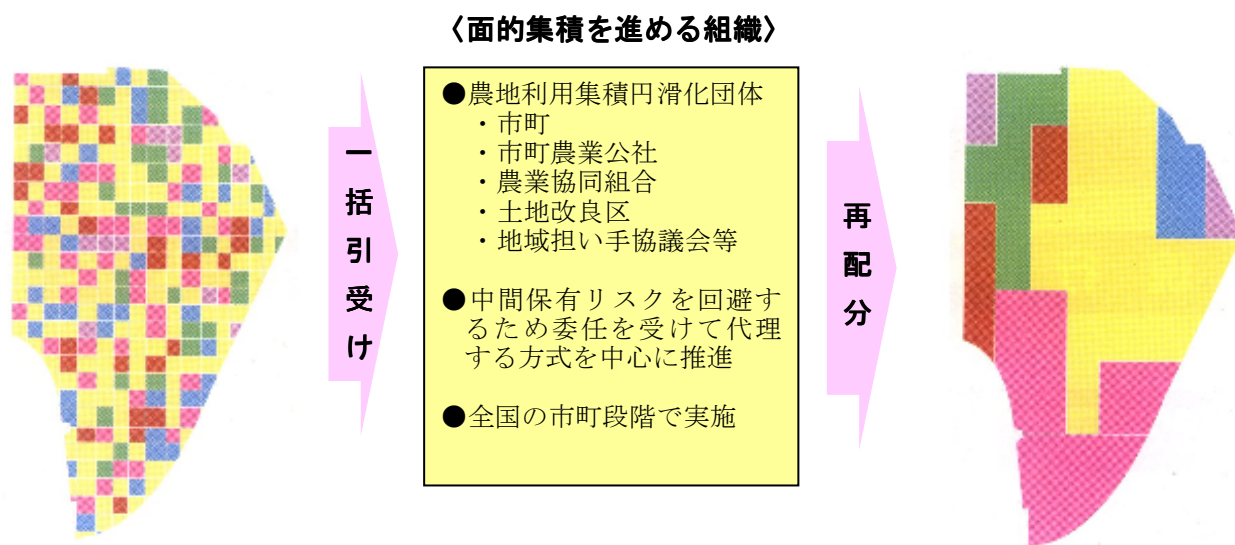 〈面的集積を進める組織〉
一括引受け
●農地利用集積円滑化団体
・市町
・市町農業公社
・農業協同組合
・土地改良区
・地域担い手協議会等
●中間保有リスクを回避す
るため委任を受けて代理
する方式を中心に推進
●全国の市町段階で実施
再配分